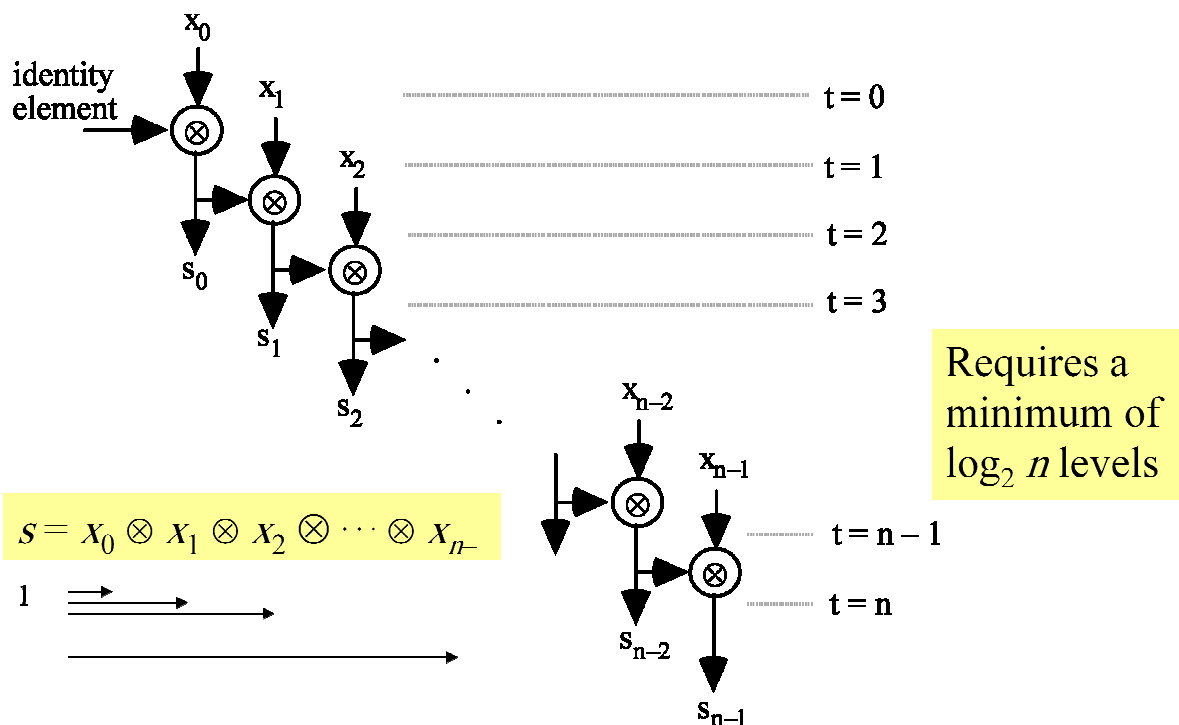 x₀
identity
element
⊗
x₁
t = 0
⊗
x₂
t = 1
s₀
⊗
t = 2
s₁
t = 3
s₂
Requires a
minimum of
log₂ n levels
xₙ₋₂
⊗
xₙ₋₁
s = x₀ ⊗ x₁ ⊗ x₂ ⊗ ⋯ ⊗ xₙ₋
1
t = n – 1
⊗
t = n
sₙ₋₂
sₙ₋₁